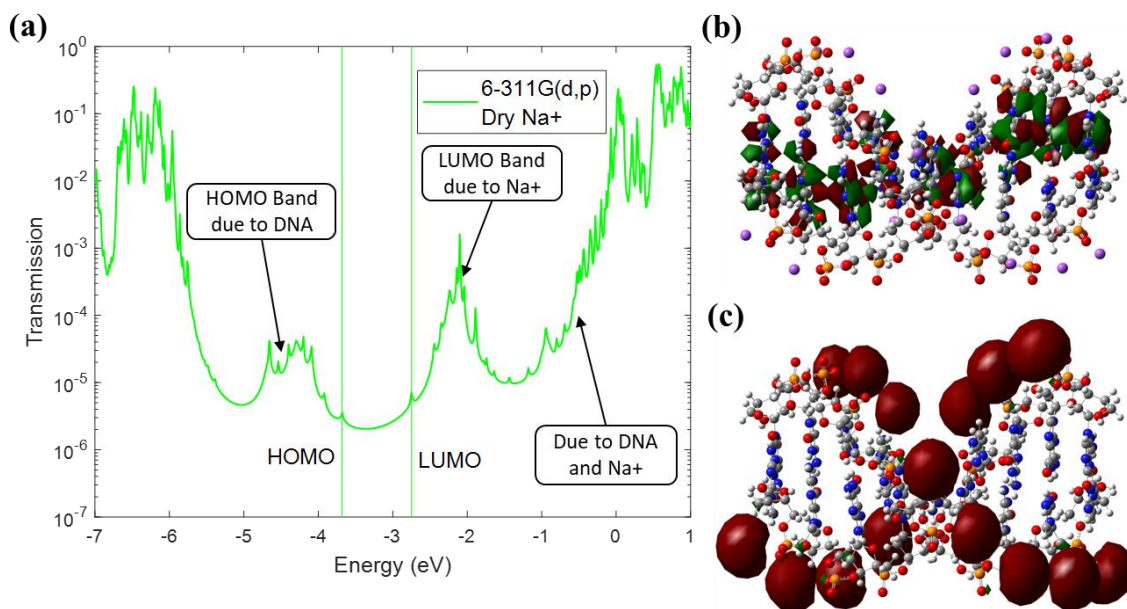 (a)
(b)
(c)
Transmission
10^0
10^-1
10^-2
10^-3
10^-4
10^-5
10^-6
10^-7
6-311G(d,p)
Dry Na+
HOMO Band
due to DNA
LUMO Band
due to Na+
Due to DNA
and Na+
HOMO
LUMO
-7 -6 -5 -4 -3 -2 -1 0 1
Energy (eV)